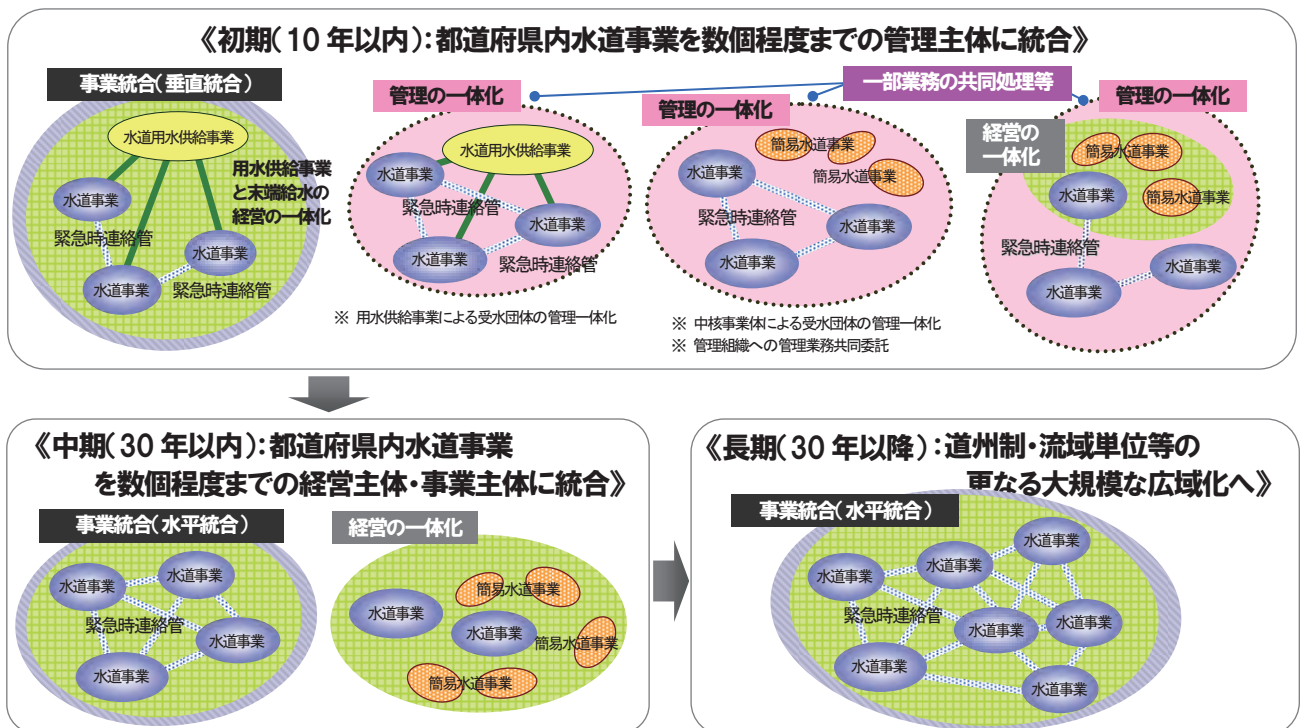 《初期(10年以内):都道府県内水道事業を数個程度までの管理主体に統合》
事業統合(垂直統合)
水道用水供給事業
用水供給事業
と末端給水の
経営の一体化
水道事業
緊急時連絡管
水道事業
水道事業
緊急時連絡管
一部業務の共同処理等
管理の一体化
水道用水供給事業
水道事業
緊急時連絡管
水道事業
水道事業
緊急時連絡管
※ 用水供給事業による受水団体の管理一体化
管理の一体化
簡易水道事業
簡易水道事業
水道事業
緊急時連絡管
水道事業
水道事業
※ 中核事業体による受水団体の管理一体化
※ 管理組織への管理業務共同委託
管理の一体化
経営の
一体化
簡易水道事業
水道事業
簡易水道事業
緊急時連絡管
水道事業
水道事業
《中期(30年以内):都道府県内水道事業
を数個程度までの経営主体・事業主体に統合》
事業統合(水平統合)
水道事業
水道事業
緊急時連絡管
水道事業
水道事業
経営の一体化
簡易水道事業
水道事業
水道事業
簡易水道事業
簡易水道事業
《長期(30年以降):道州制・流域単位等の
更なる大規模な広域化へ》
事業統合(水平統合)
水道事業
水道事業
水道事業
緊急時連絡管
水道事業
水道事業
水道事業
水道事業